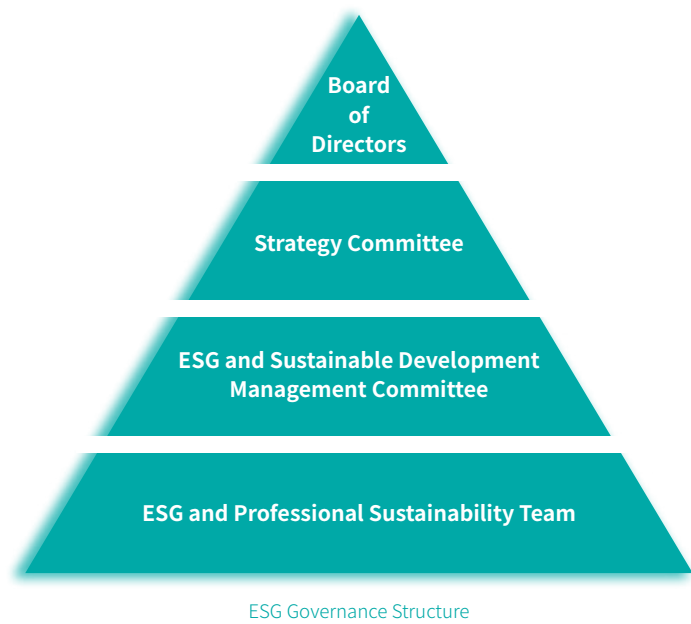 Board
of
Directors
Strategy Committee
ESG and Sustainable Development
Management Committee
ESG and Professional Sustainability Team
ESG Governance Structure